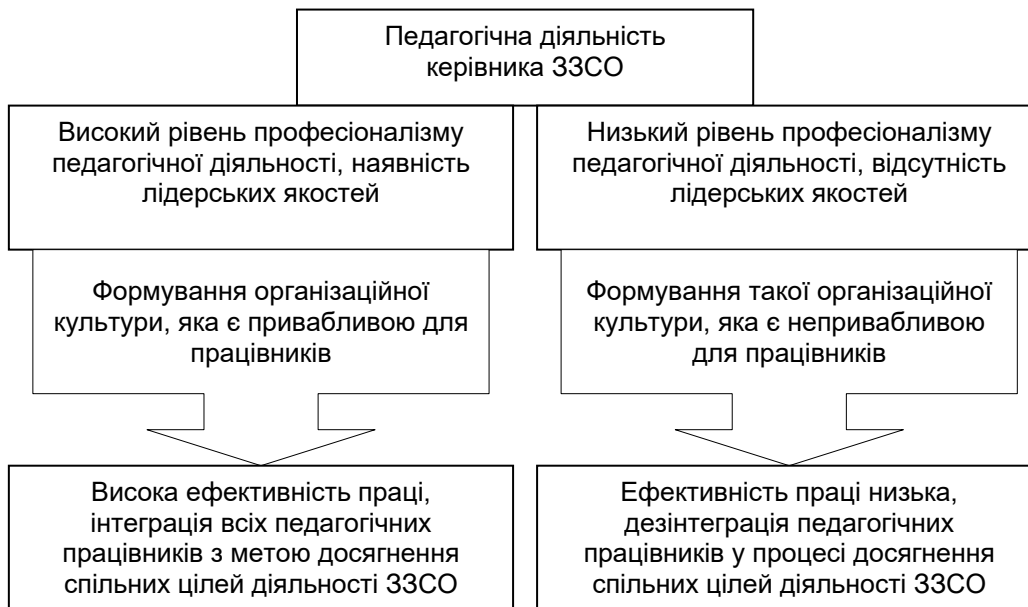 Педагогічна діяльність
керівника ЗЗСО
Високий рівень професіоналізму
педагогічної діяльності, наявність
лідерських якостей
Низький рівень професіоналізму
педагогічної діяльності, відсутність
лідерських якостей
Формування організаційної
культури, яка є привабливою для
працівників
Формування такої організаційної
культури, яка є непривабливою
для працівників
Висока ефективність праці,
інтеграція всіх педагогічних
працівників з метою досягнення
спільних цілей діяльності ЗЗСО
Ефективність праці низька,
дезінтеграція педагогічних
працівників у процесі досягнення
спільних цілей діяльності ЗЗСО